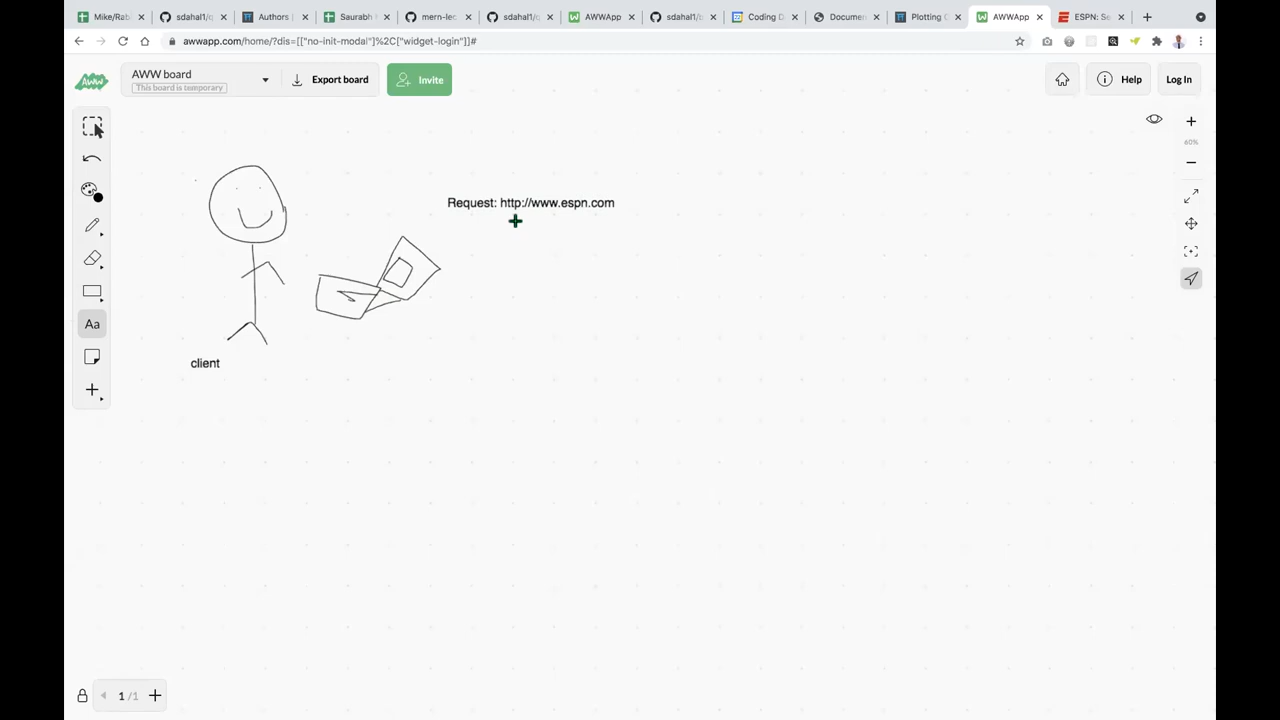 Mike/Rab
sdahal1/q
Authors |
Saurabh
mern-lec
sdahal1/q
AWWApp
sdahal1/b
Coding D
Documen
Plotting C
AWWApp
ESPN: Se
awwapp.com/home/?dis=[["no-init-modal"]%2C["widget-login"]]#
AWW
AWW board
This board is temporary
Export board
Invite
Help
Log In
60%
Request: http://www.espn.com
Aa
client
1 /1